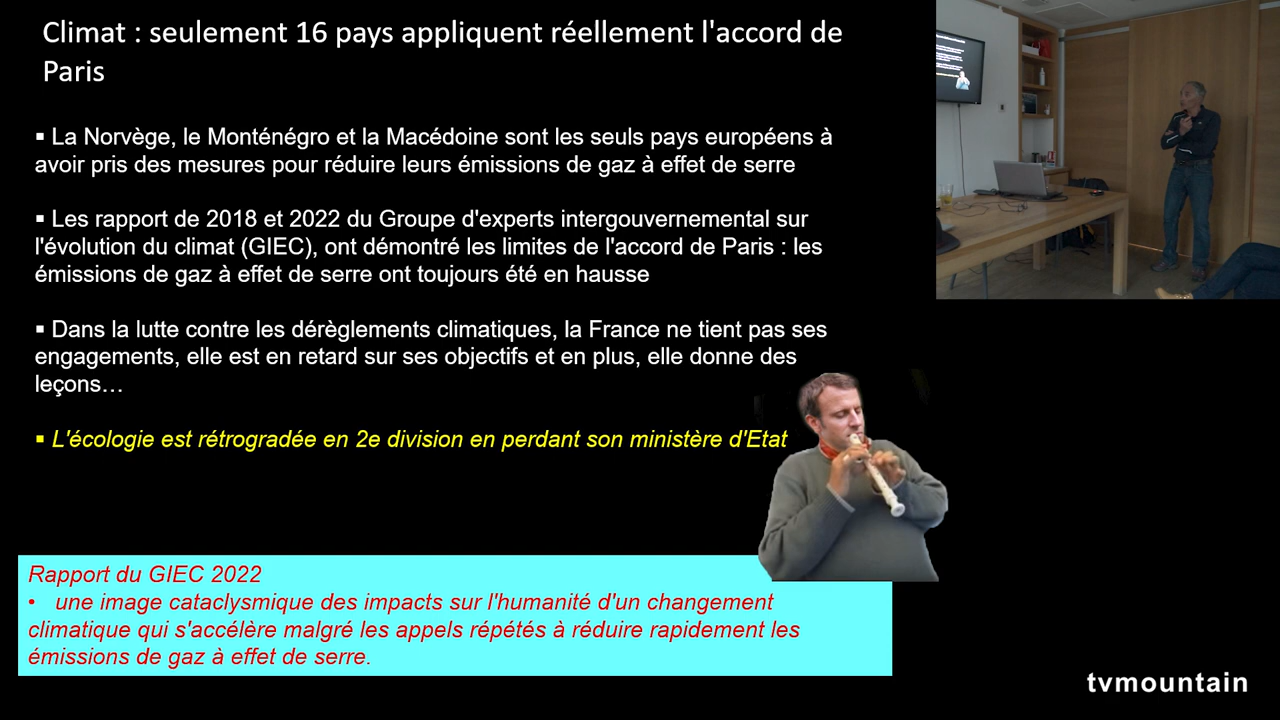 Climat : seulement 16 pays appliquent réellement l'accord de
Paris
▪ La Norvège, le Monténégro et la Macédoine sont les seuls pays européens à
avoir pris des mesures pour réduire leurs émissions de gaz à effet de serre
▪ Les rapport de 2018 et 2022 du Groupe d'experts intergouvernemental sur
l'évolution du climat (GIEC), ont démontré les limites de l'accord de Paris : les
émissions de gaz à effet de serre ont toujours été en hausse
▪ Dans la lutte contre les dérèglements climatiques, la France ne tient pas ses
engagements, elle est en retard sur ses objectifs et en plus, elle donne des
leçons…
▪ L'écologie est rétrogradée en 2e division en perdant son ministère d'Etat
Rapport du GIEC 2022
• une image cataclysmique des impacts sur l'humanité d'un changement
climatique qui s'accélère malgré les appels répétés à réduire rapidement les
émissions de gaz à effet de serre.
tvmountain